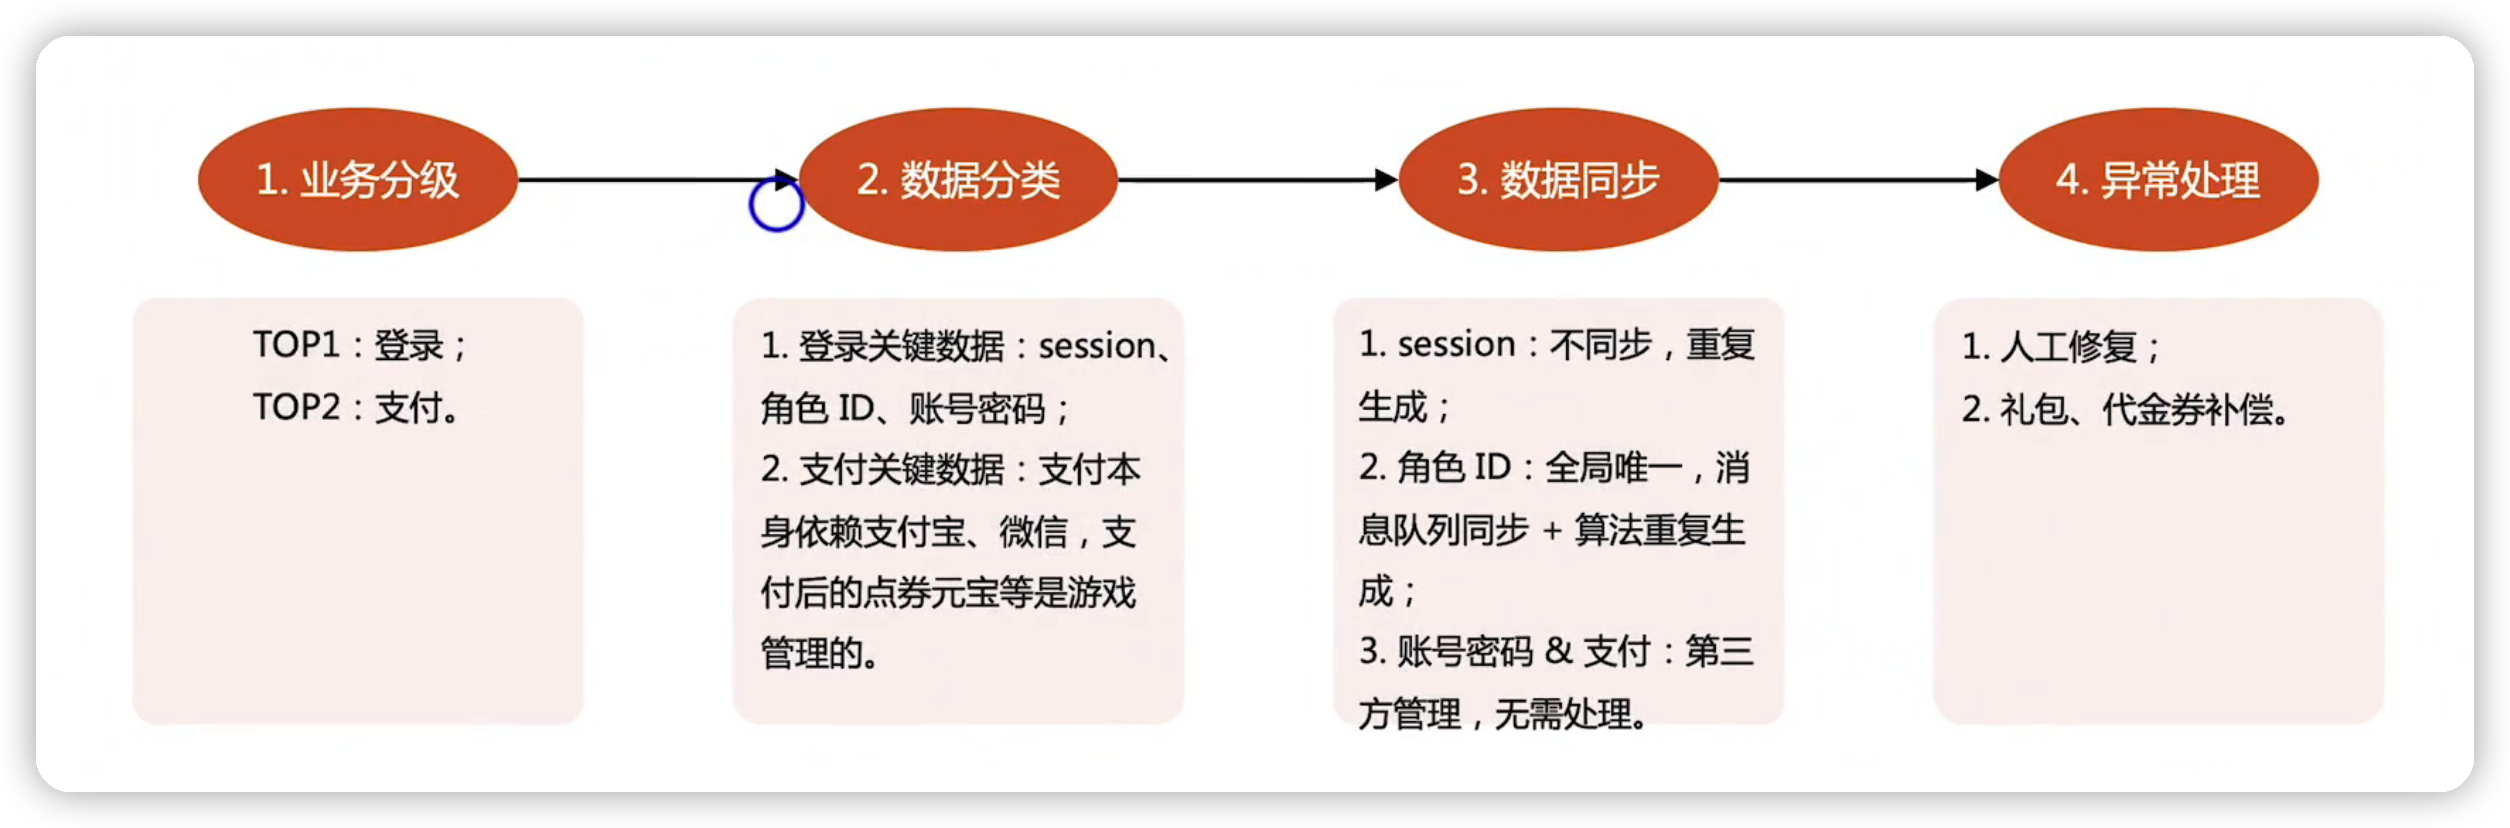 1. 业务分级
2. 数据分类
3. 数据同步
4. 异常处理
TOP1：登录；
TOP2：支付。
1. 登录关键数据：session、
角色 ID、账号密码；
2. 支付关键数据：支付本
身依赖支付宝、微信，支
付后的点券元宝等是游戏
管理的。
1. session：不同步，重复
生成；
2. 角色 ID：全局唯一，消
息队列同步 + 算法重复生
成；
3. 账号密码 & 支付：第三
方管理，无需处理。
1. 人工修复；
2. 礼包、代金券补偿。